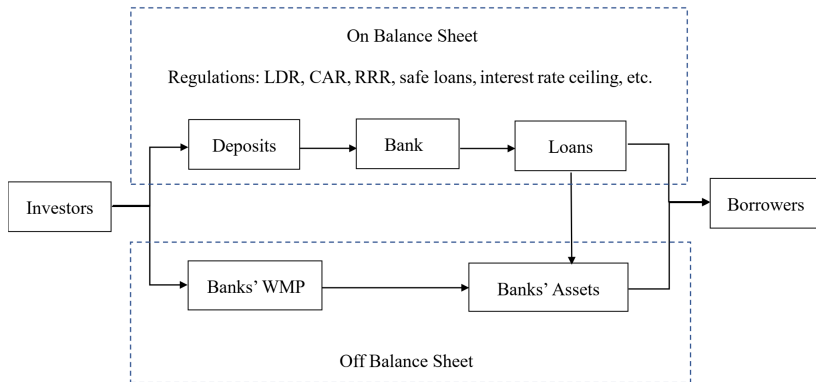 On Balance Sheet
Regulations: LDR, CAR, RRR, safe loans, interest rate ceiling, etc.
Deposits
Bank
Loans
Investors
Borrowers
Banks' WMP
Banks' Assets
Off Balance Sheet